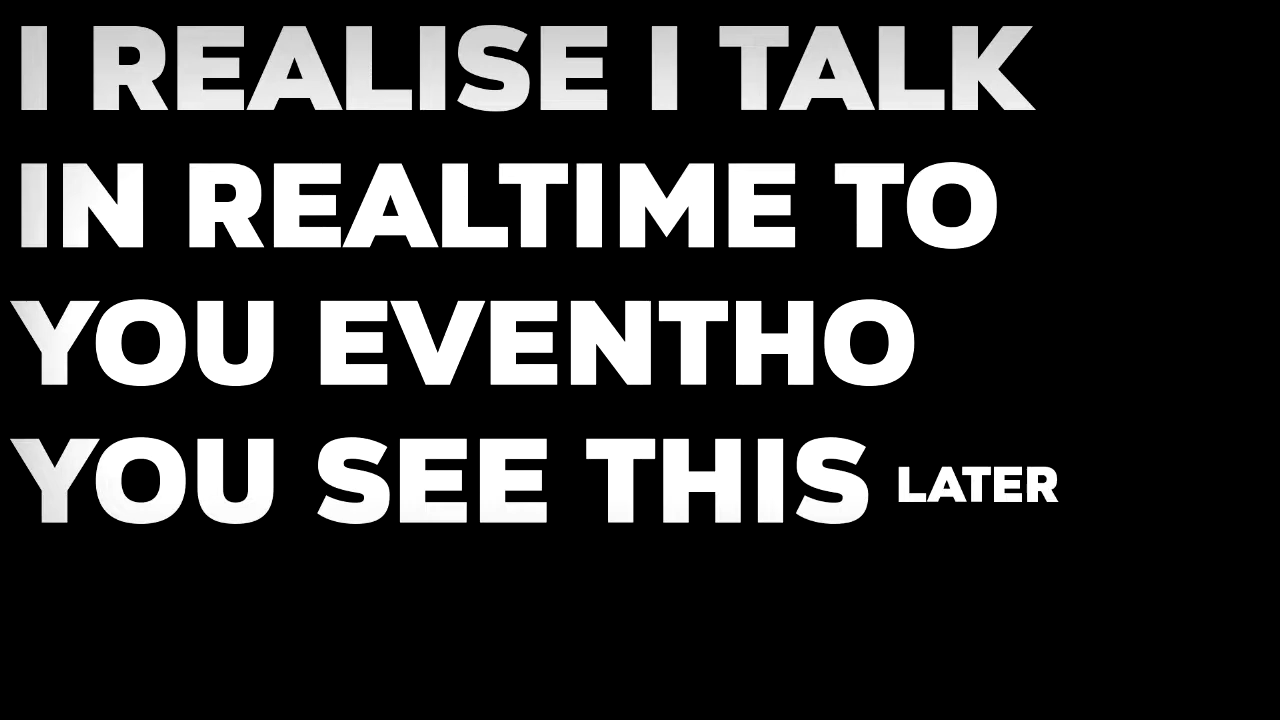 I REALISE I TALK
IN REALTIME TO
YOU EVENTHO
YOU SEE THIS LATER